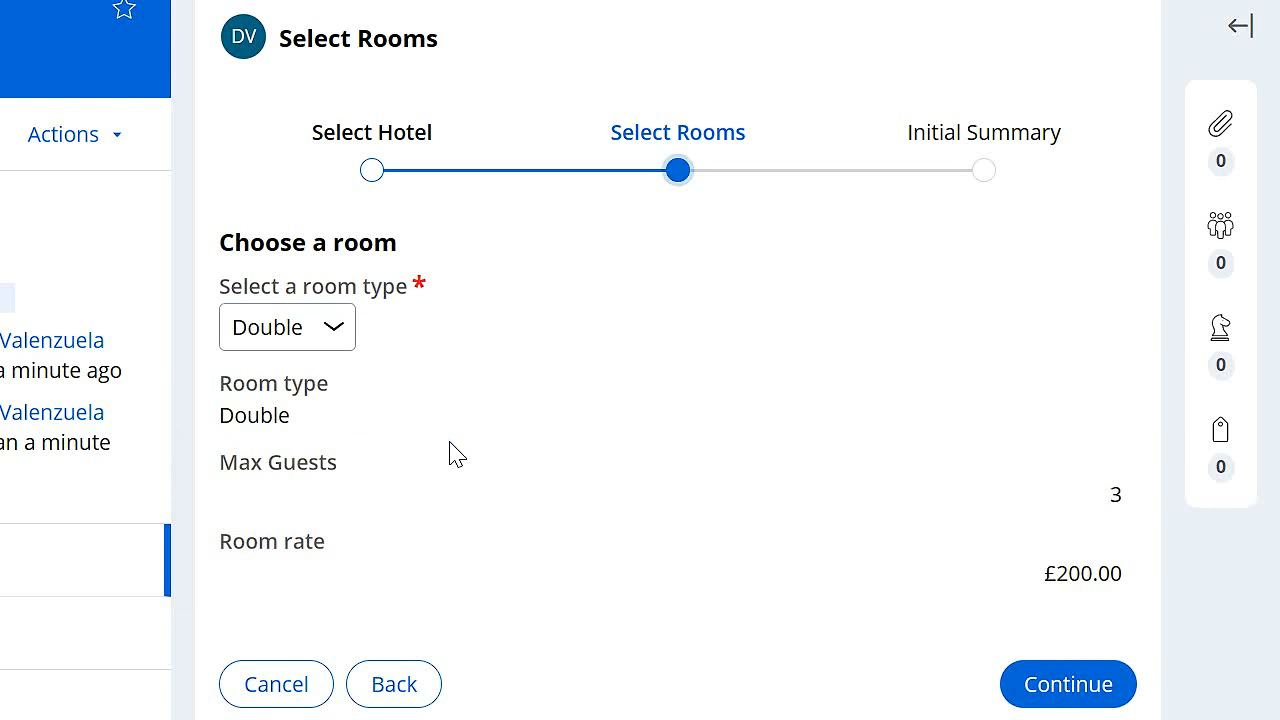 DV
Select Rooms
Actions
Select Hotel
Select Rooms
Initial Summary
0
Choose a room
Select a room type *
0
Double
Valenzuela
a minute ago
0
Room type
Valenzuela
Double
an a minute
Max Guests
0
3
Room rate
£200.00
Cancel
Back
Continue